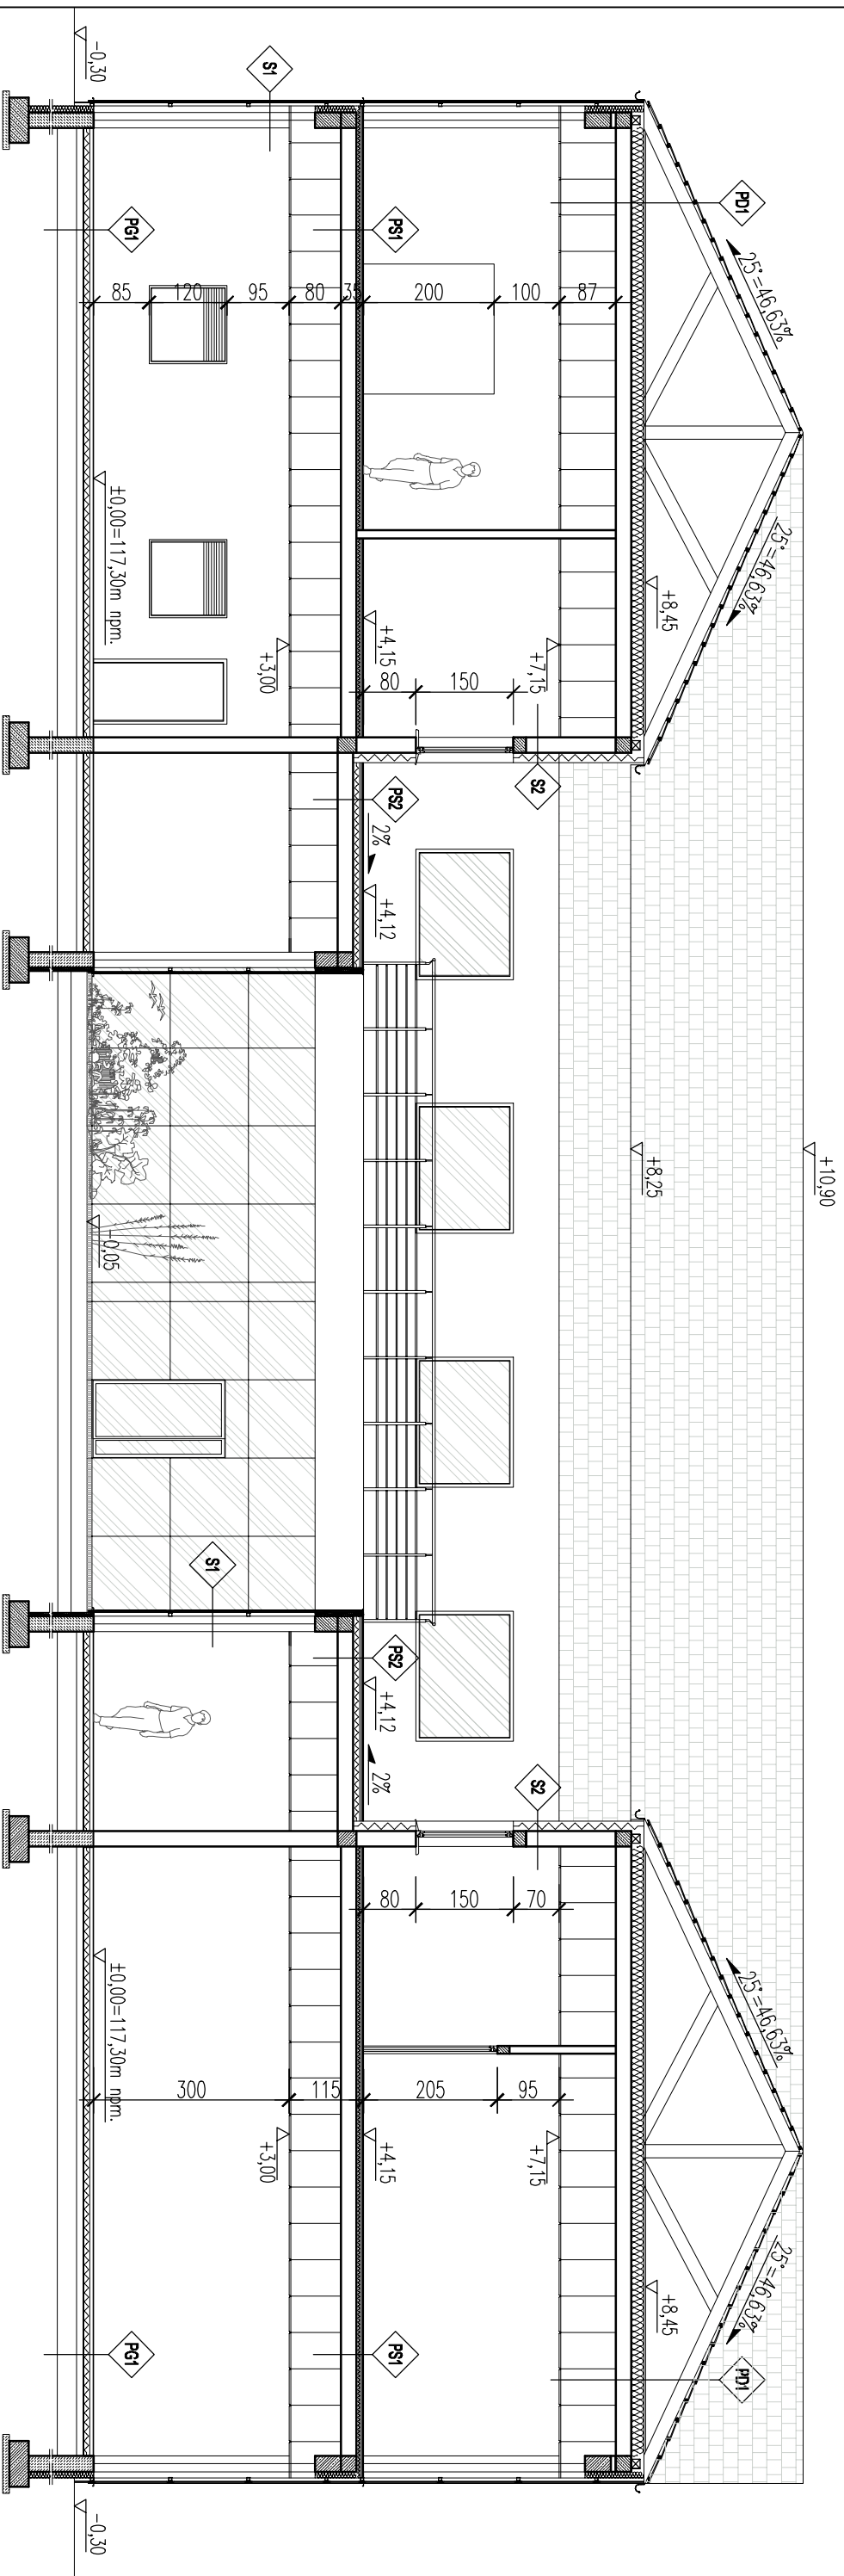 +10,90
25°=46,63%
25°=46,63%
25°=46,63%
25°=46,63%
PD1
PD1
+8,45
+8,25
+8,45
87
100
200
35
80
95
120
85
+7,15
+7,15
S2
S2
150
80
70
150
80
95
205
115
300
+4,15
+4,15
PS1
PS2
2%
+4,12
PS2
+4,12
2%
PS1
+3,00
+3,00
S1
S1
±0,00=117,30m npm.
-0,05
±0,00=117,30m npm.
PG1
PG1
-0,30
-0,30